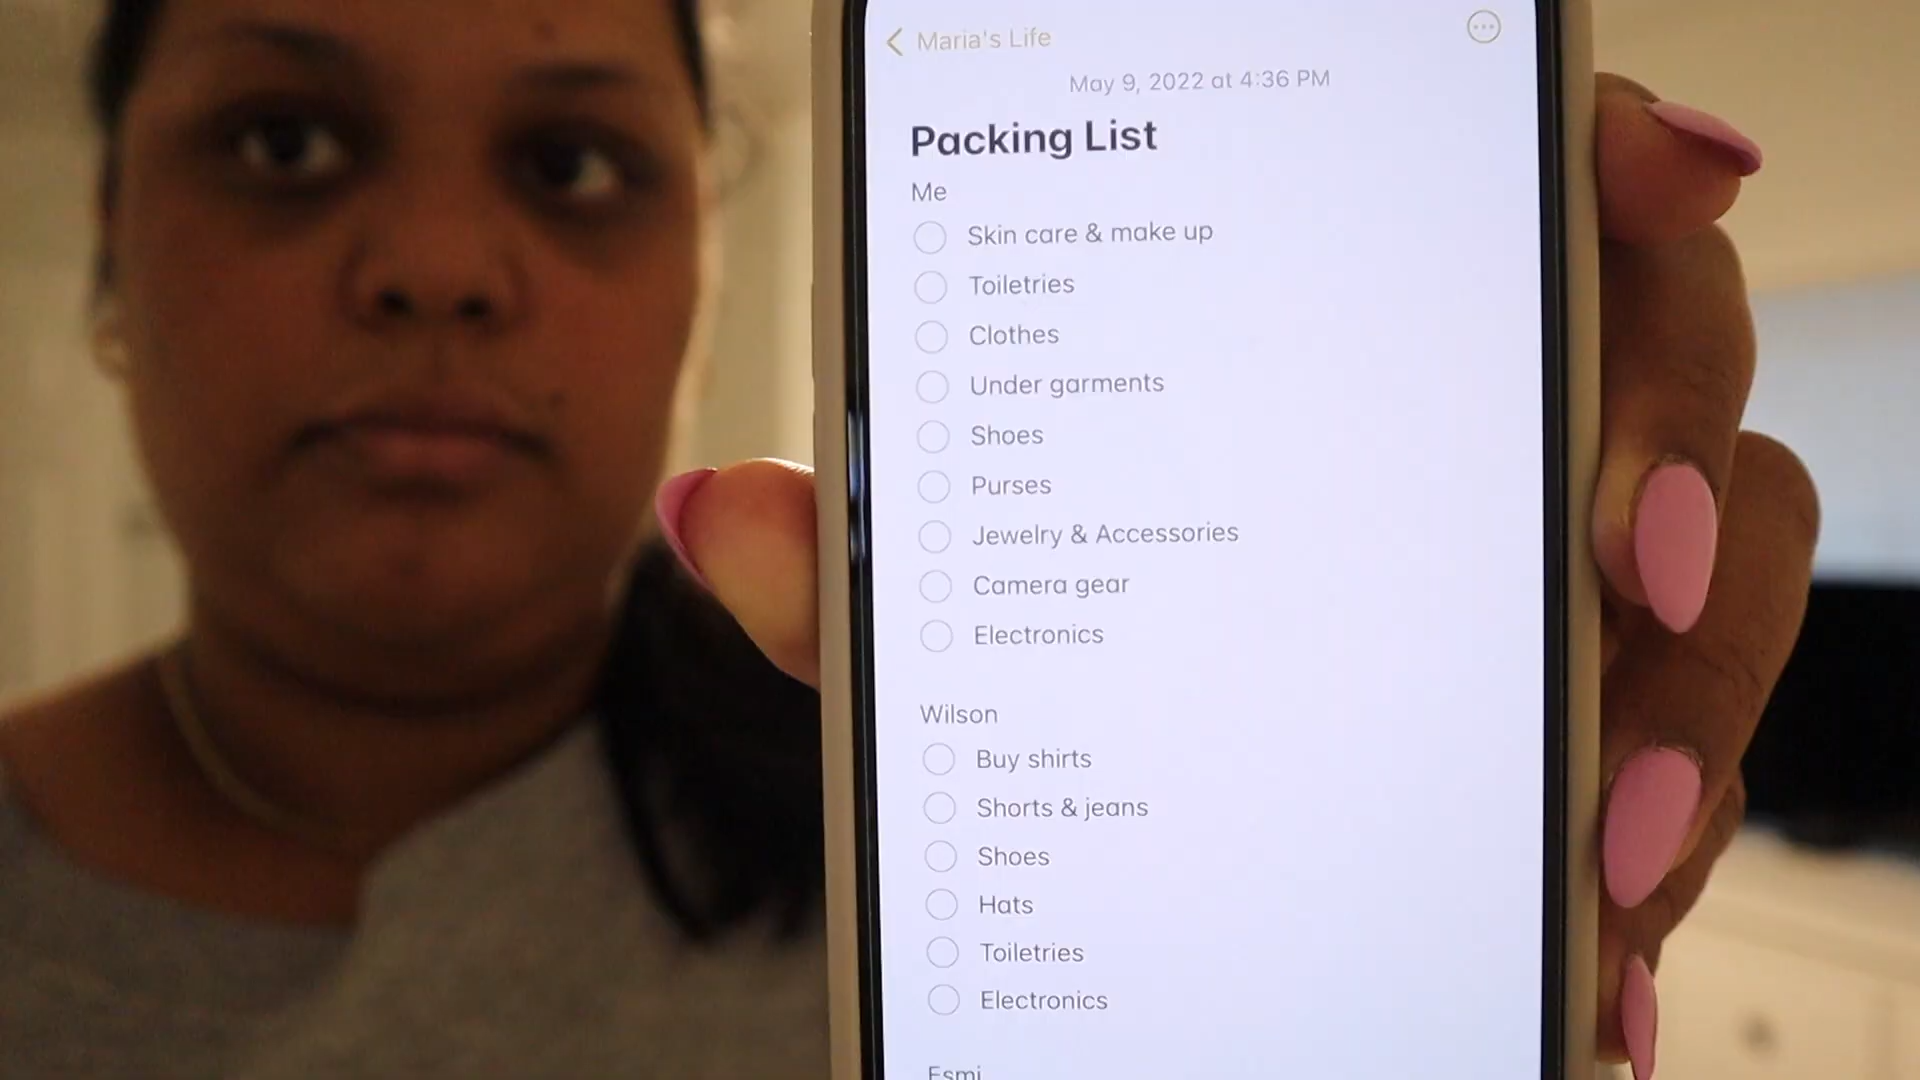 Maria's Life
May 9, 2022 at 4:36 PM
Packing List
Me
Skin care & make up
Toiletries
Clothes
Under garments
Shoes
Purses
Jewelry & Accessories
Camera gear
Electronics
Wilson
Buy shirts
Shorts & jeans
Shoes
Hats
Toiletries
Electronics
Esmi